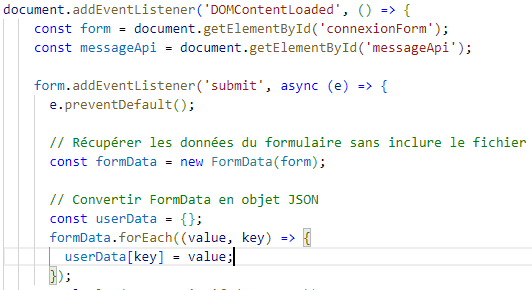 document.addEventListener('DOMContentLoaded', () => {
const form = document.getElementById('connexionForm');
const messageApi = document.getElementById('messageApi');
form.addEventListener('submit', async (e) => {
e.preventDefault();
// Récupérer les données du formulaire sans inclure le fichier
const formData = new FormData(form);
// Convertir FormData en objet JSON
const userData = {};
formData.forEach((value, key) => {
userData[key] = value;
});